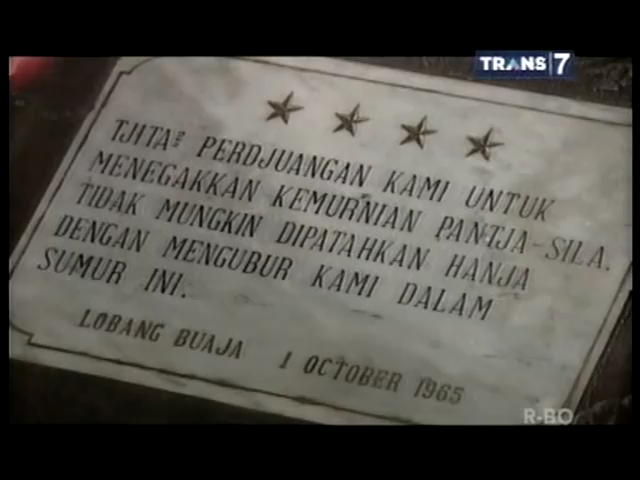 TRANS|7
TJITA² PERDJUANGAN KAMI UNTUK
MENEGAKKAN KEMURNIAN PANTJA-SILA.
TIDAK MUNGKIN DIPATAHKAN HANJA
DENGAN MENGUBUR KAMI DALAM
SUMUR INI.
LOBANG BUAJA 1 OCTOBER 1965
R-BO